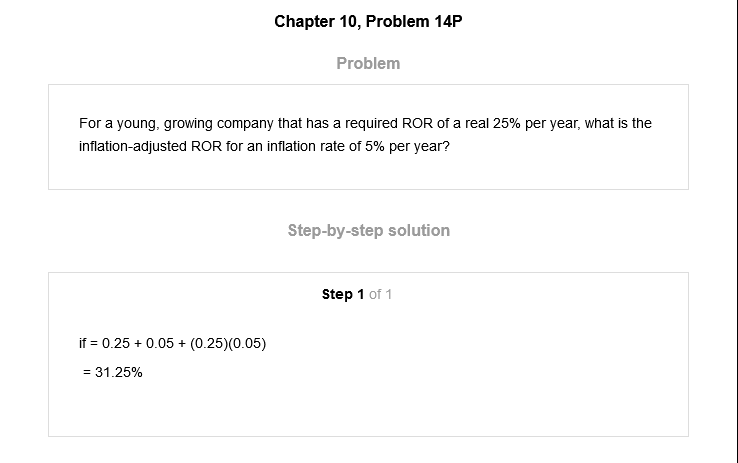 Chapter 10, Problem 14P
Problem
For a young, growing company that has a required ROR of a real 25% per year, what is the
inflation-adjusted ROR for an inflation rate of 5% per year?
Step-by-step solution
Step 1 of 1
if = 0.25 + 0.05 + (0.25)(0.05)
= 31.25%